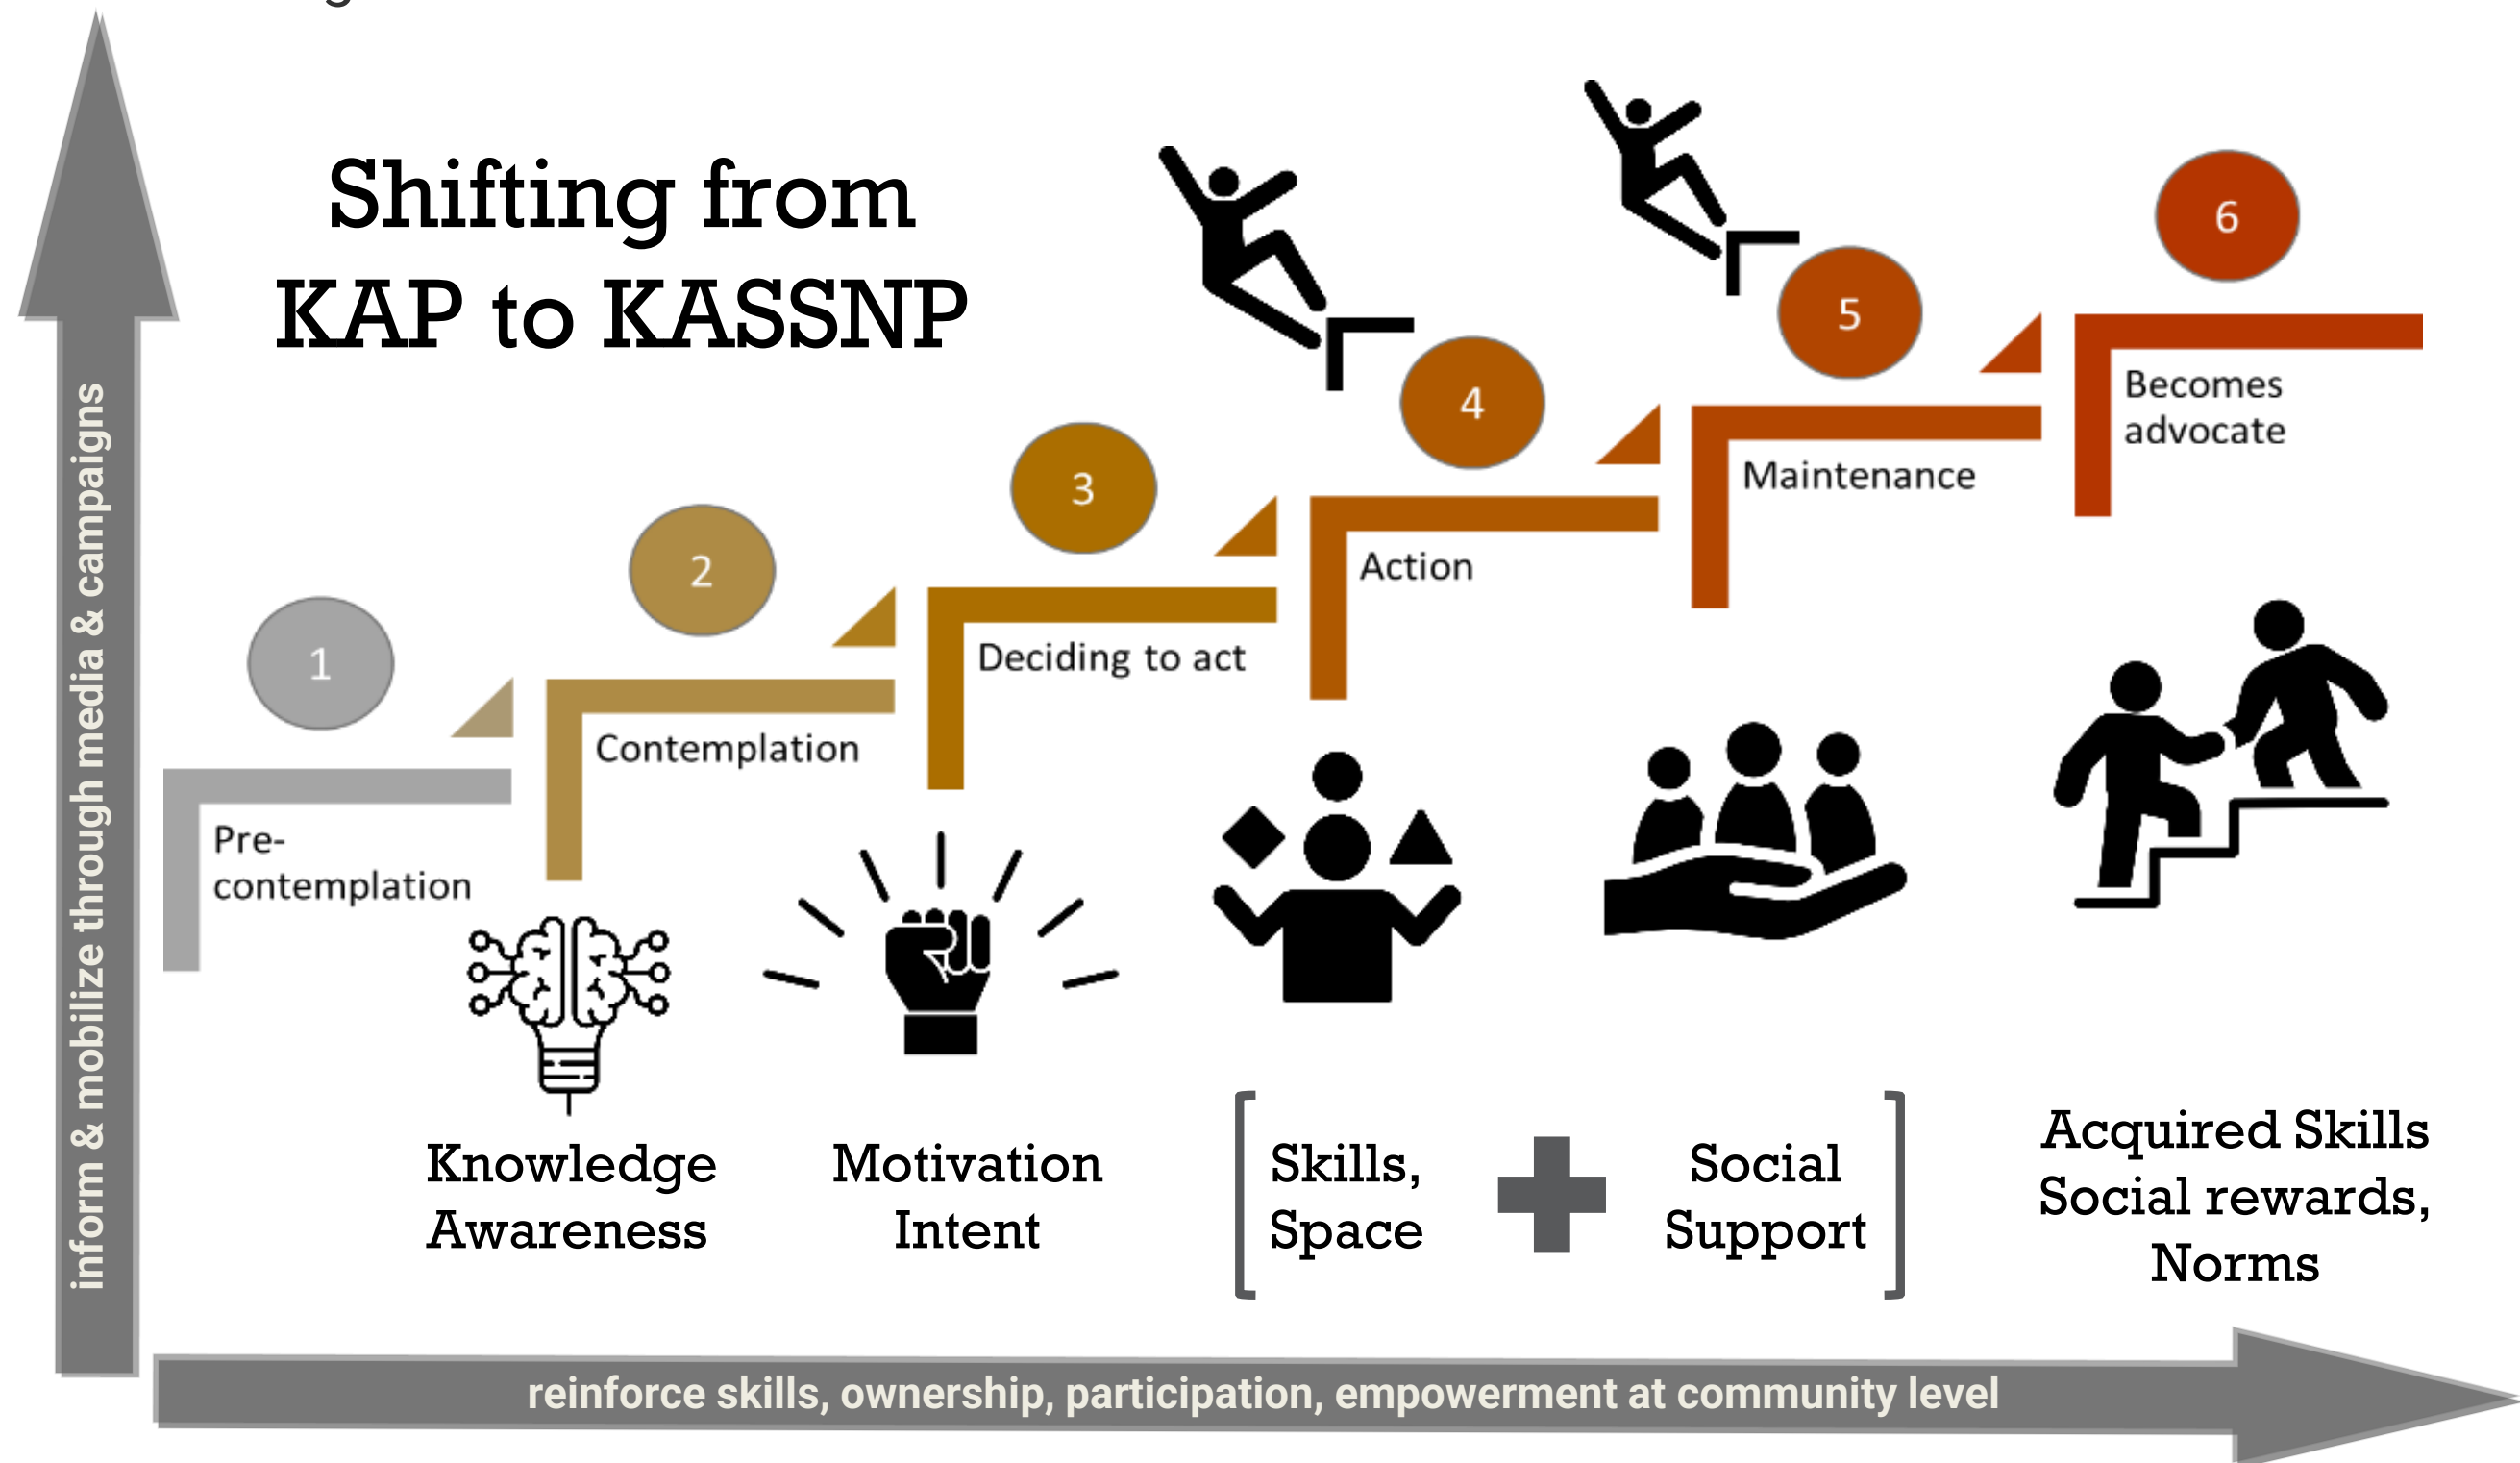 Shifting from
KAP to KASSNP
inform & mobilize through media & campaigns
1
Pre-
contemplation
2
Contemplation
3
Deciding to act
4
Action
5
Maintenance
6
Becomes
advocate
Knowledge
Awareness
Motivation
Intent
Skills,
Space
Social
Support
Acquired Skills
Social rewards,
Norms
reinforce skills, ownership, participation, empowerment at community level